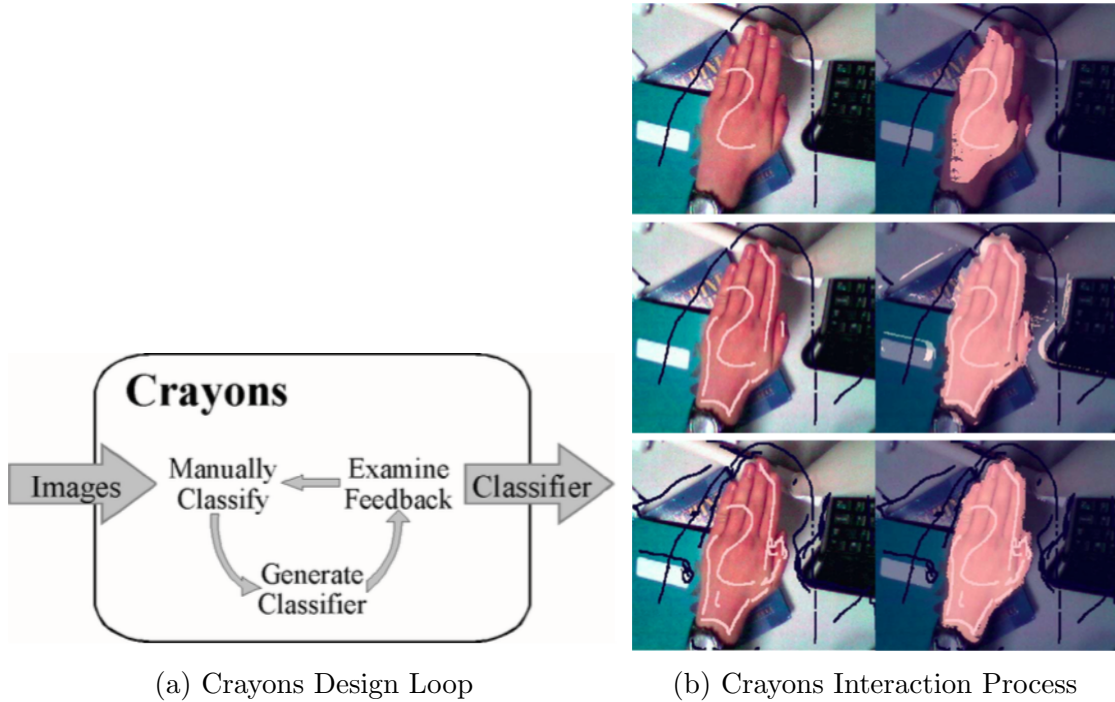 Crayons
Images
Manually
Classify
Examine
Feedback
Classifier
Generate
Classifier
(a) Crayons Design Loop
(b) Crayons Interaction Process